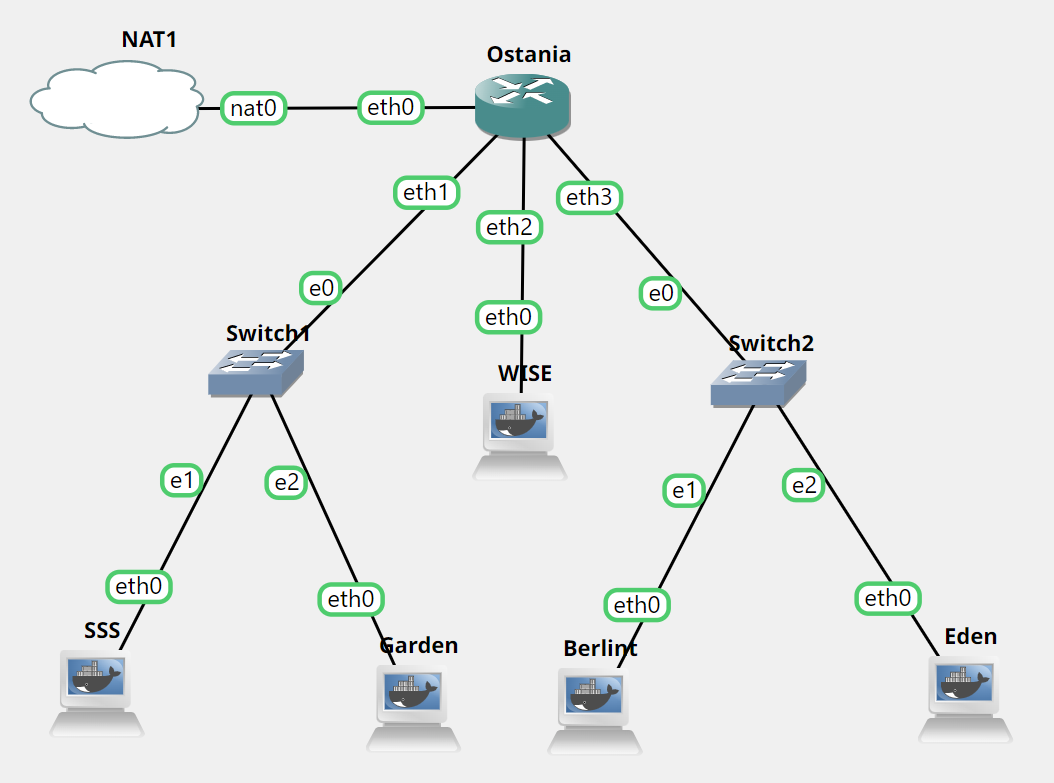 NAT1
Ostania
nat0
eth0
eth1
eth3
eth2
e0
e0
eth0
Switch1
Switch2
WISE
e1
e2
e1
e2
eth0
eth0
eth0
eth0
SSS
Garden
Berlint
Eden